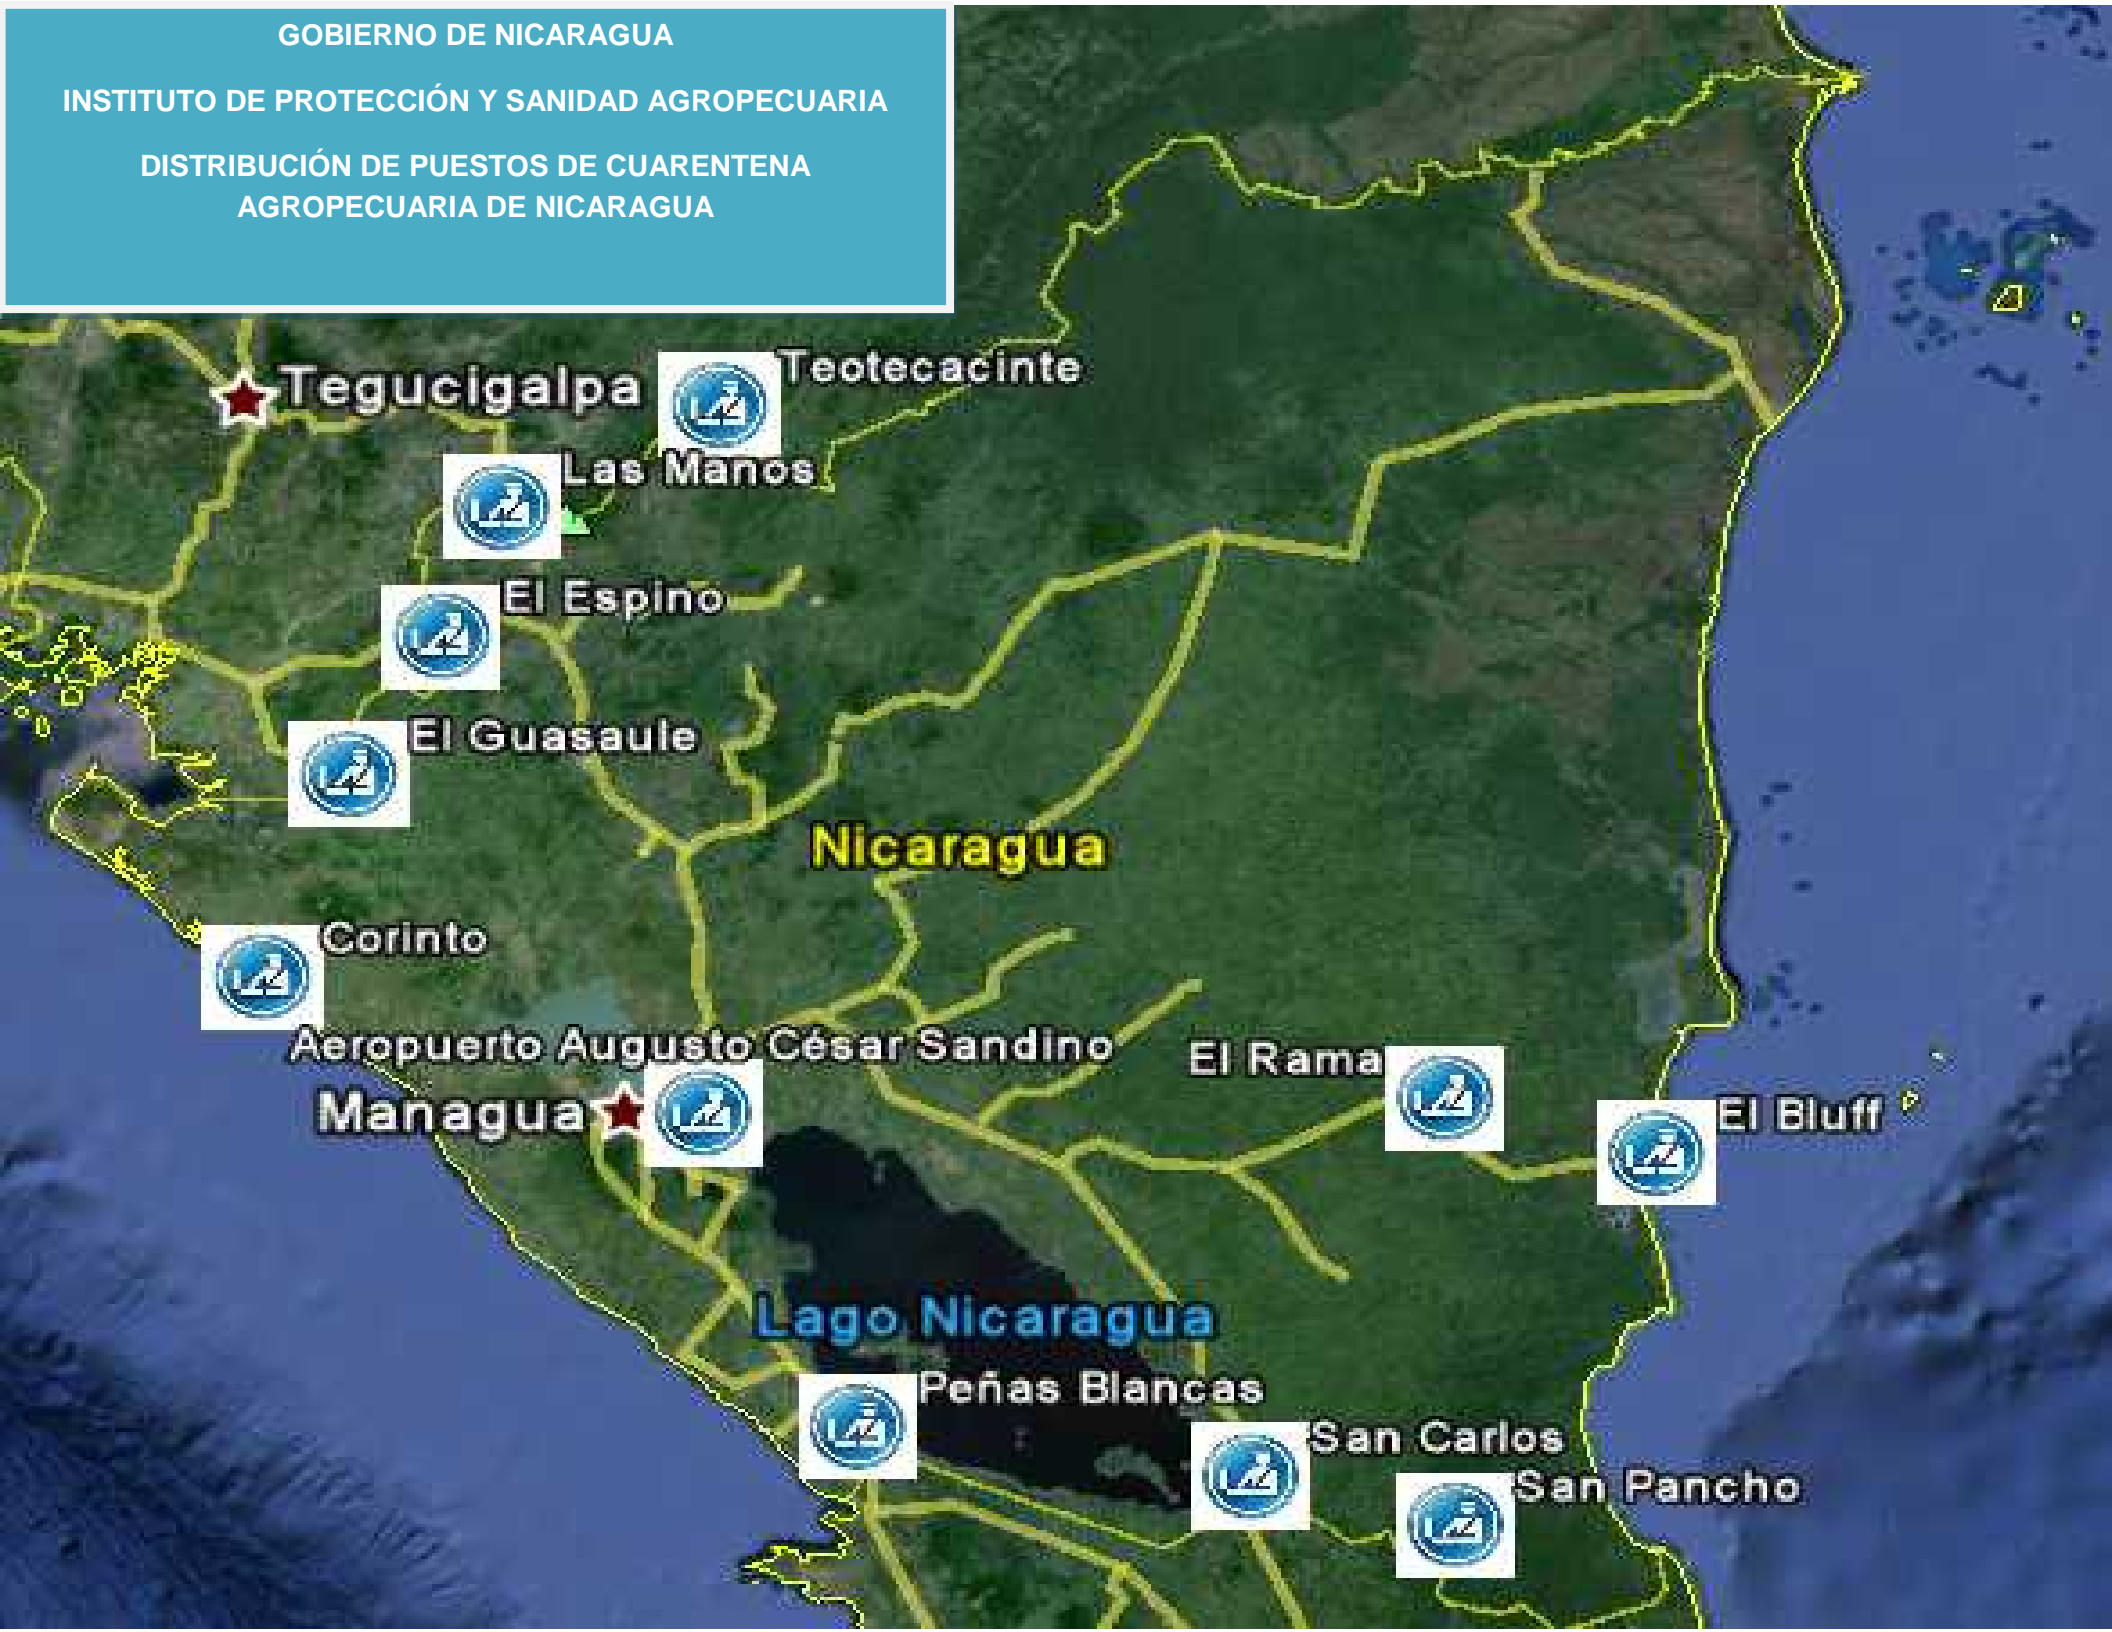 GOBIERNO DE NICARAGUA
INSTITUTO DE PROTECCIÓN Y SANIDAD AGROPECUARIA
DISTRIBUCIÓN DE PUESTOS DE CUARENTENA
AGROPECUARIA DE NICARAGUA
Teotecacinte
Tegucigalpa
Las Manos
El Espino
El Guasaule
Nicaragua
Corinto
Aeropuerto Augusto César Sandino
El Rama
Managua
El Bluff
Lago Nicaragua
Peñas Blancas
San Carlos
San Pancho